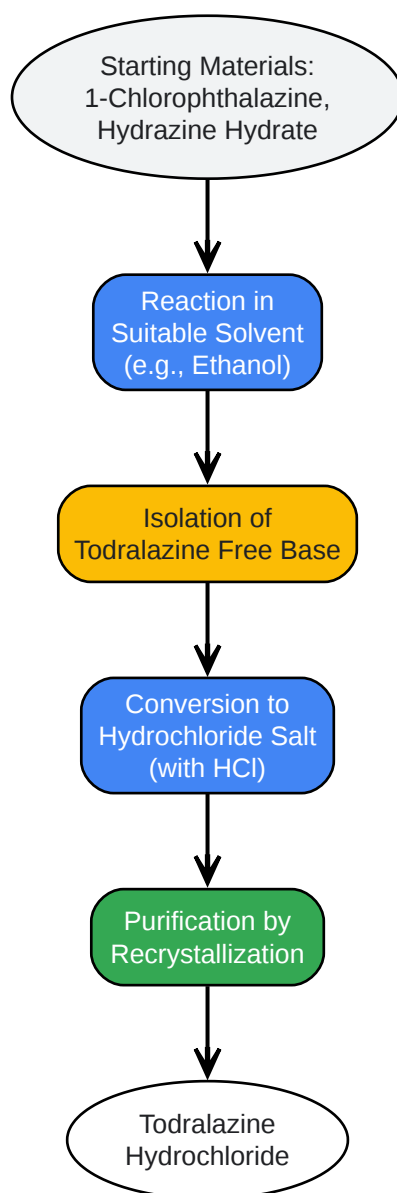 Starting Materials:
1-Chlorophthalazine,
Hydrazine Hydrate
Reaction in
Suitable Solvent
(e.g., Ethanol)
Isolation of
Todralazine Free Base
Conversion to
Hydrochloride Salt
(with HCl)
Purification by
Recrystallization
Todralazine
Hydrochloride